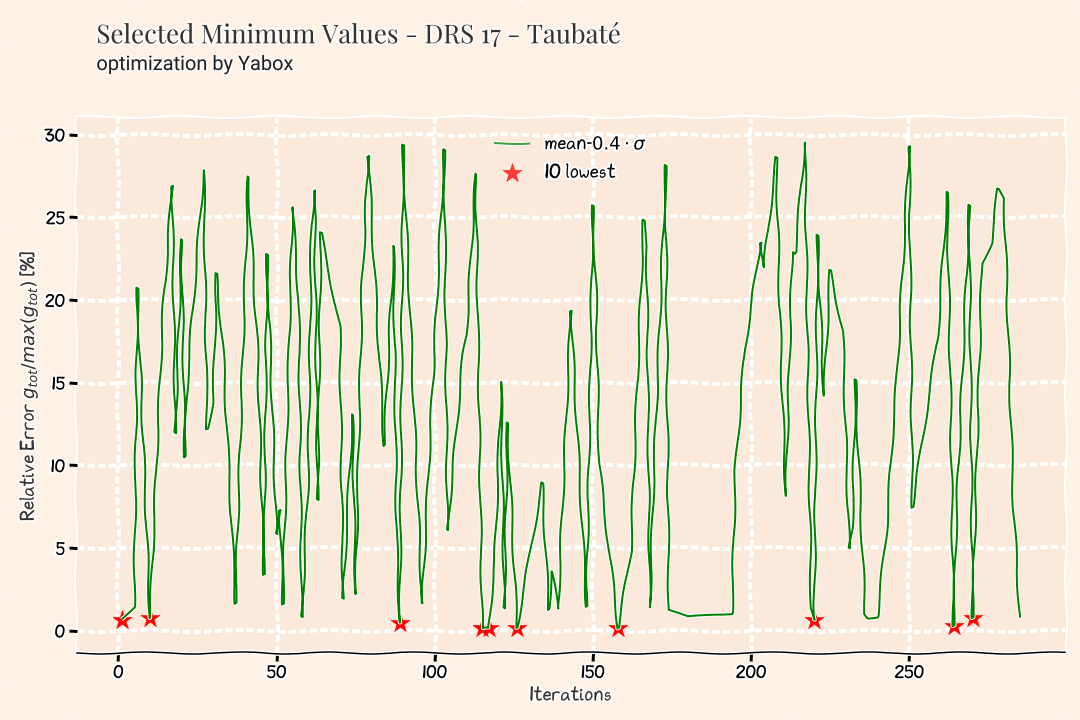 Selected Minimum Values - DRS 17 - Taubaté
optimization by Yabox
mean-0.4 · σ
10 lowest
Relative Error g_tot/max(g_tot) [%]
30
25
20
15
10
5
0
0 50 100 150 200 250
Iterations